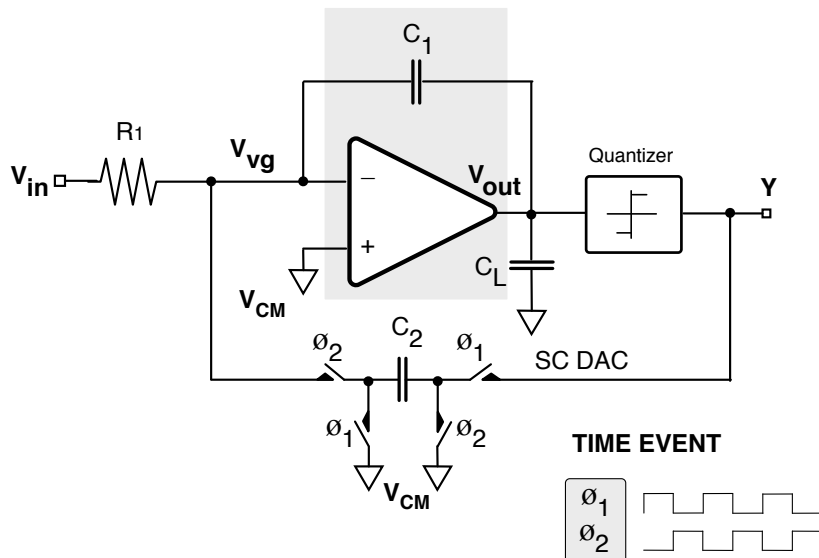 C1
R1
Vin
Vvg
−
+
Vout
Quantizer
Y
CL
VCM
ø2
C2
ø1
SC DAC
ø1
ø2
VCM
TIME EVENT
ø1
ø2